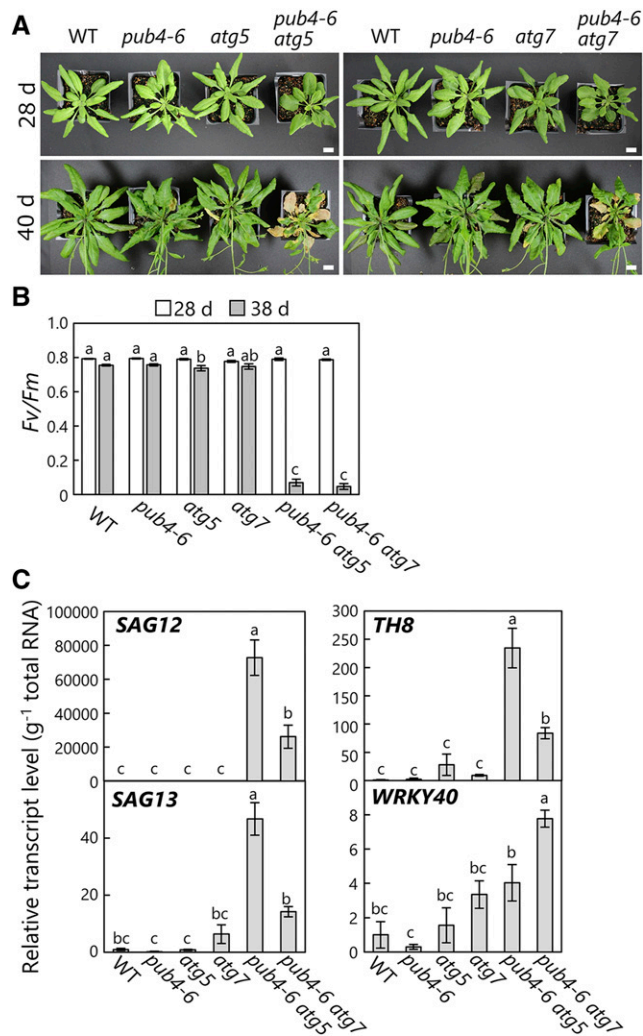 A
WT pub4-6 atg5 pub4-6 atg5 WT pub4-6 atg7 pub4-6 atg7
28 d
40 d
B
28 d 38 d
Fv/Fm
1.0
0.8
0.6
0.4
0.2
0
a a a a a b a ab a c a c
WT pub4-6 atg5 atg7 pub4-6 atg5 pub4-6 atg7
C
Relative transcript level (g⁻¹ total RNA)
SAG12
100000
80000
60000
40000
20000
0
c c c c a b
TH8
300
250
200
150
100
50
0
c c c c a b
SAG13
40
20
0
bc c c bc a b
WT pub4-6 atg5 atg7 pub4-6 atg5 pub4-6 atg7
WRKY40
8
6
4
2
0
bc c bc bc b a
WT pub4-6 atg5 atg7 pub4-6 atg5 pub4-6 atg7